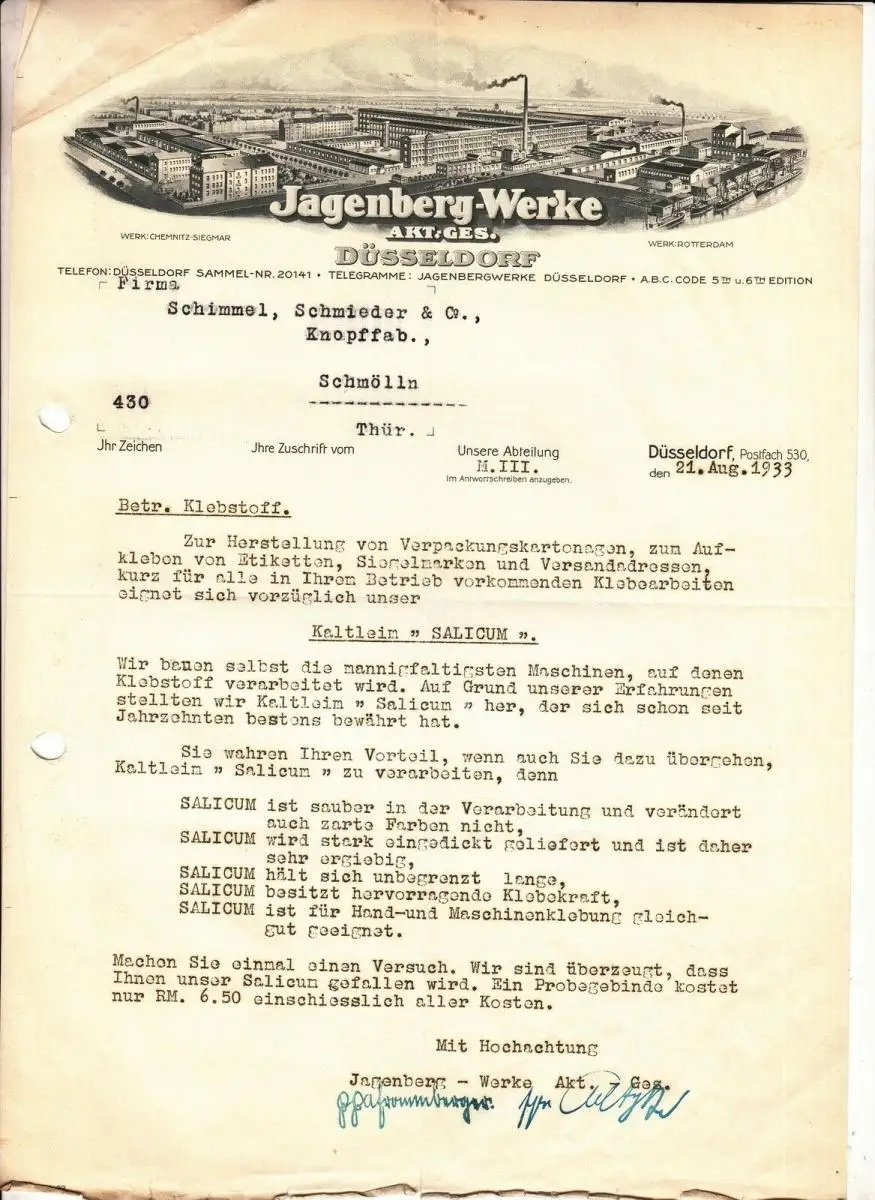 Jagenberg-Werke
AKT.-GES.
DÜSSELDORF
WERK: CHEMNITZ-SIEGMAR
WERK: ROTTERDAM
TELEFON: DÜSSELDORF SAMMEL-NR. 20141 • TELEGRAMME: JAGENBERGWERKE DÜSSELDORF • A.B.C. CODE 5TH u. 6TH EDITION
Firma
Schimmel, Schmieder & Co.,
Knopffab.,
Schmölln
430
Thür.
Jhr Zeichen
Jhre Zuschrift vom
Unsere Abteilung
M.III.
Im Antwortschreiben anzugeben.
Düsseldorf, Postfach 530,
den 21. Aug. 1933
Betr. Klebstoff.
Zur Herstellung von Verpackungskartonagen, zum Auf-
kleben von Etiketten, Siegelmarken und Versandadressen,
kurz für alle in Ihrem Betrieb vorkommenden Klebearbeiten
eignet sich vorzüglich unser
Kaltleim " SALICUM ".
Wir bauen selbst die mannigfaltigsten Maschinen, auf denen
Klebstoff verarbeitet wird. Auf Grund unserer Erfahrungen
stellten wir Kaltleim " Salicum " her, der sich schon seit
Jahrzehnten bestens bewährt hat.
Sie wahren Ihren Vorteil, wenn auch Sie dazu übergehen,
Kaltleim " Salicum " zu verarbeiten, denn
SALICUM ist sauber in der Verarbeitung und verändert
auch zarte Farben nicht,
SALICUM wird stark eingedickt geliefert und ist daher
sehr ergiebig,
SALICUM hält sich unbegrenzt lange,
SALICUM besitzt hervorragende Klebekraft,
SALICUM ist für Hand-und Maschinenklebung gleich-
gut geeignet.
Machen Sie einmal einen Versuch. Wir sind überzeugt, dass
Ihnen unser Salicum gefallen wird. Ein Probegebinde kostet
nur RM. 6.50 einschiesslich aller Kosten.
Mit Hochachtung
Jagenberg - Werke Akt. - Ges.
ppa Frommberger. ppa